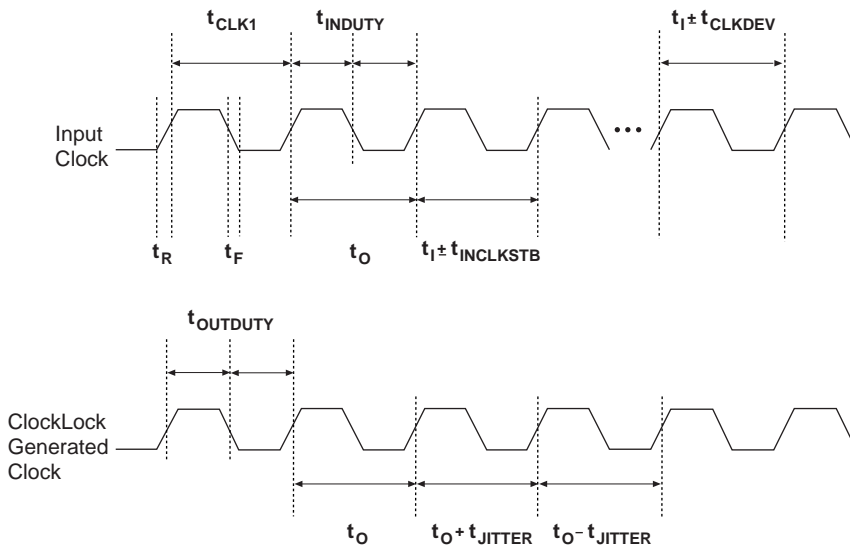 tCLK1 tINDUTY tI ± tCLKDEV
Input
Clock
tR tF tO tI ± tINCLKSTB
tOUTDUTY
ClockLock
Generated
Clock
tO tO + tJITTER tO – tJITTER